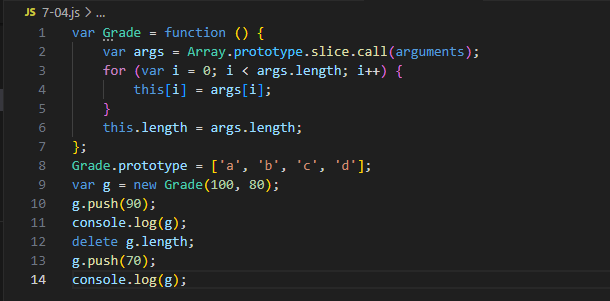 JS 7-04.js > ...
1 var Grade = function () {
2     var args = Array.prototype.slice.call(arguments);
3     for (var i = 0; i < args.length; i++) {
4         this[i] = args[i];
5     }
6     this.length = args.length;
7 };
8 Grade.prototype = ['a', 'b', 'c', 'd'];
9 var g = new Grade(100, 80);
10 g.push(90);
11 console.log(g);
12 delete g.length;
13 g.push(70);
14 console.log(g);